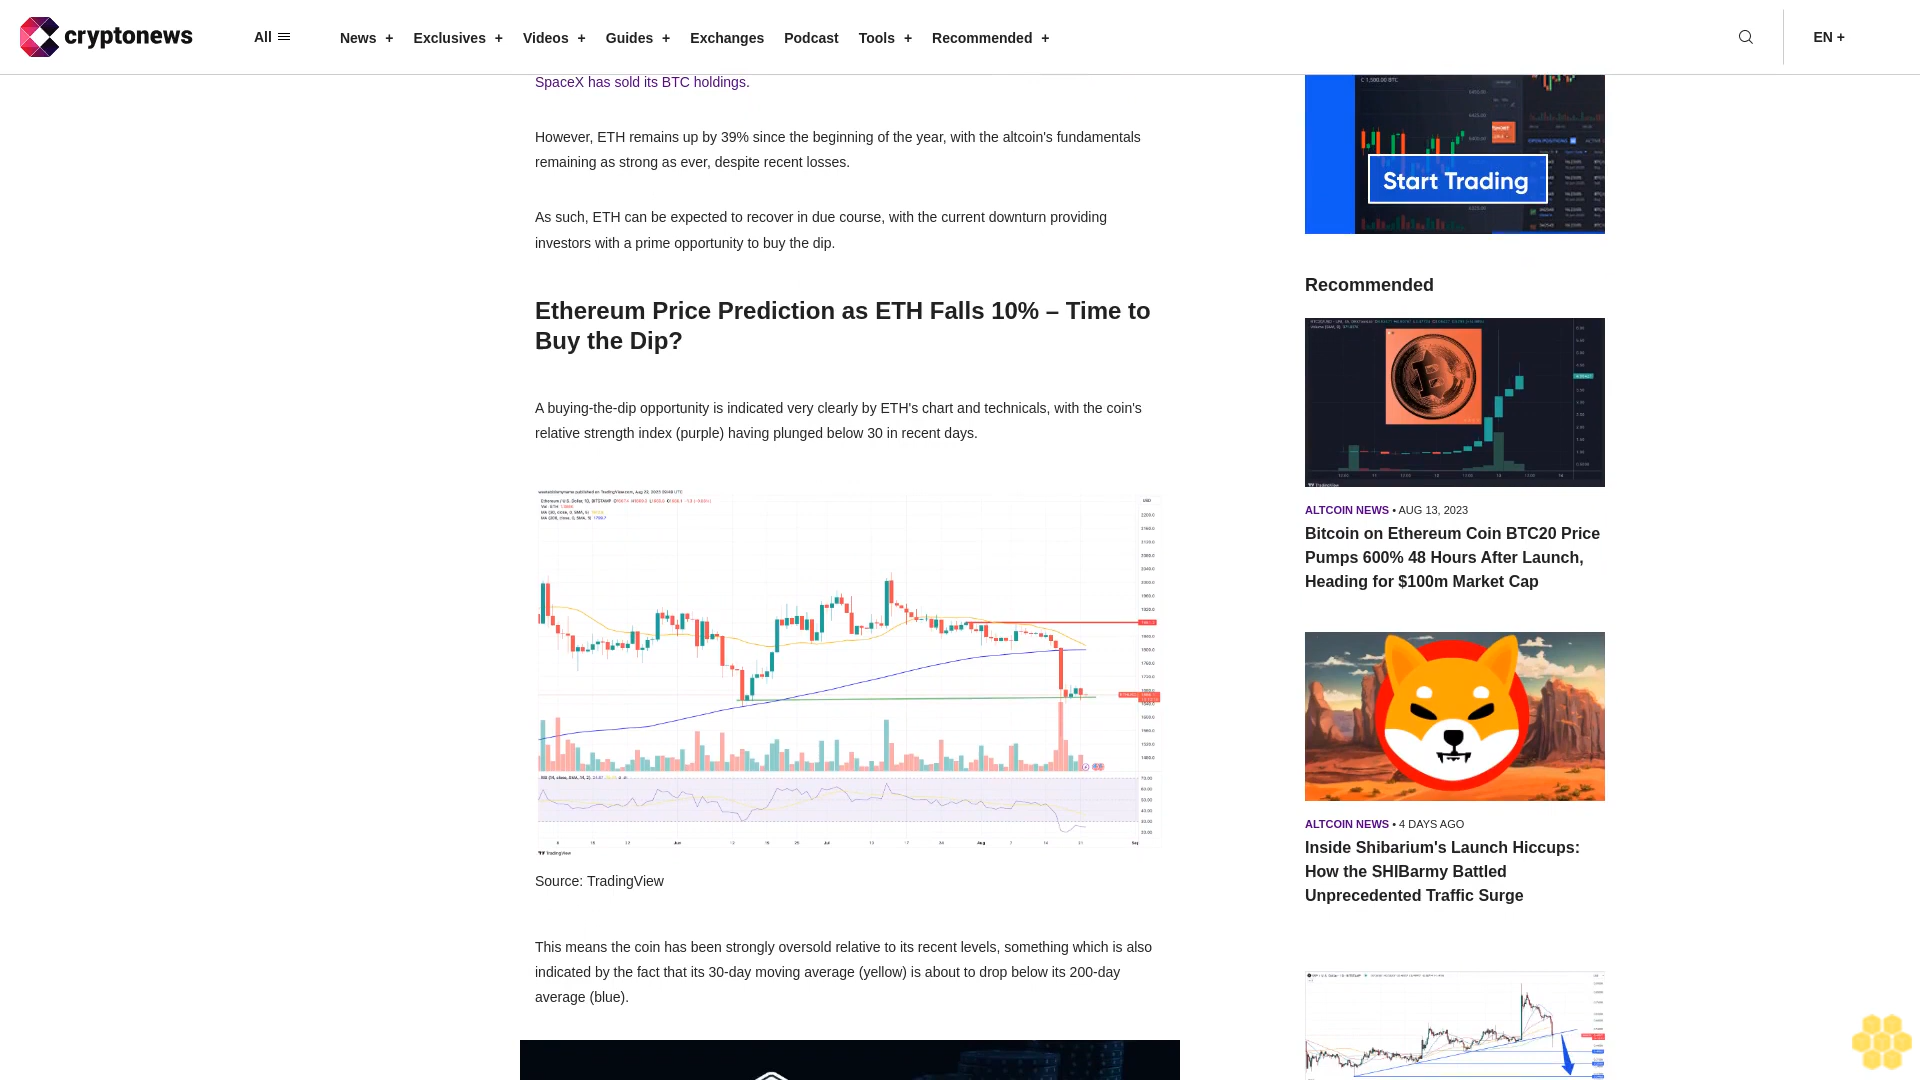 cryptonews
All
News +
Exclusives +
Videos +
Guides +
Exchanges
Podcast
Tools +
Recommended +
EN +
SpaceX has sold its BTC holdings.
However, ETH remains up by 39% since the beginning of the year, with the altcoin's fundamentals
remaining as strong as ever, despite recent losses.
As such, ETH can be expected to recover in due course, with the current downturn providing
investors with a prime opportunity to buy the dip.
Ethereum Price Prediction as ETH Falls 10% – Time to
Buy the Dip?
A buying-the-dip opportunity is indicated very clearly by ETH's chart and technicals, with the coin's
relative strength index (purple) having plunged below 30 in recent days.
USD
Jun
Jul
Aug
Sep
TradingView
Source: TradingView
This means the coin has been strongly oversold relative to its recent levels, something which is also
indicated by the fact that its 30-day moving average (yellow) is about to drop below its 200-day
average (blue).
Start Trading
Recommended
TradingView
ALTCOIN NEWS • AUG 13, 2023
Bitcoin on Ethereum Coin BTC20 Price
Pumps 600% 48 Hours After Launch,
Heading for $100m Market Cap
ALTCOIN NEWS • 4 DAYS AGO
Inside Shibarium's Launch Hiccups:
How the SHIBarmy Battled
Unprecedented Traffic Surge